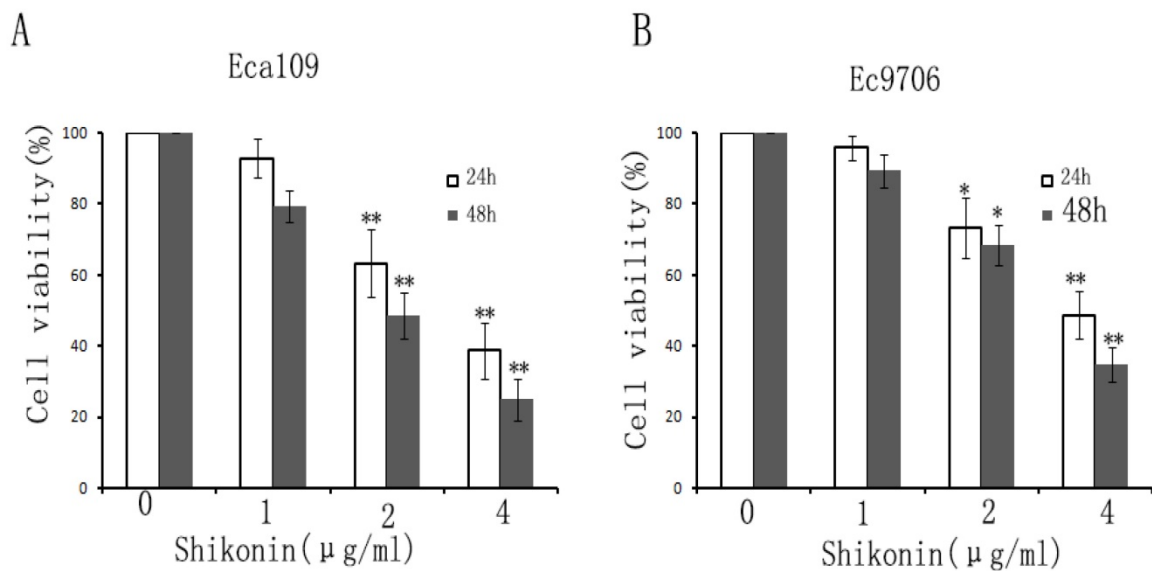 A
Eca109
Cell viability(%)
100
80
60
40
20
0
24h
48h
**
**
**
**
0
1
2
4
Shikonin(μg/ml)
B
Ec9706
Cell viability(%)
100
80
60
40
20
0
24h
48h
*
*
**
**
0
1
2
4
Shikonin(μg/ml)